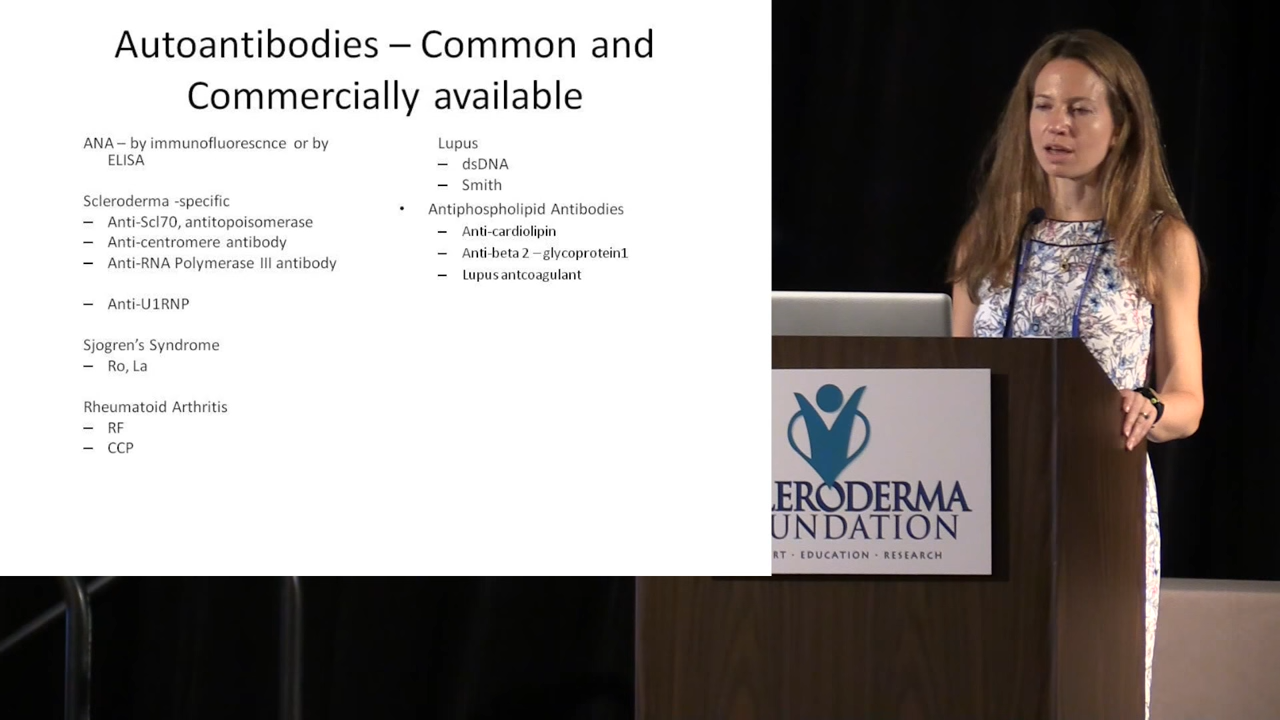 Autoantibodies – Common and
Commercially available
ANA – by immunofluorescnce or by
ELISA
Scleroderma -specific
– Anti-Scl70, antitopoisomerase
– Anti-centromere antibody
– Anti-RNA Polymerase III antibody
– Anti-U1RNP
Sjogren's Syndrome
– Ro, La
Rheumatoid Arthritis
– RF
– CCP
Lupus
– dsDNA
– Smith
• Antiphospholipid Antibodies
– Anti-cardiolipin
– Anti-beta 2 – glycoprotein1
– Lupus antcoagulant
LERODERMA
UNDATION
RT · EDUCATION · RESEARCH